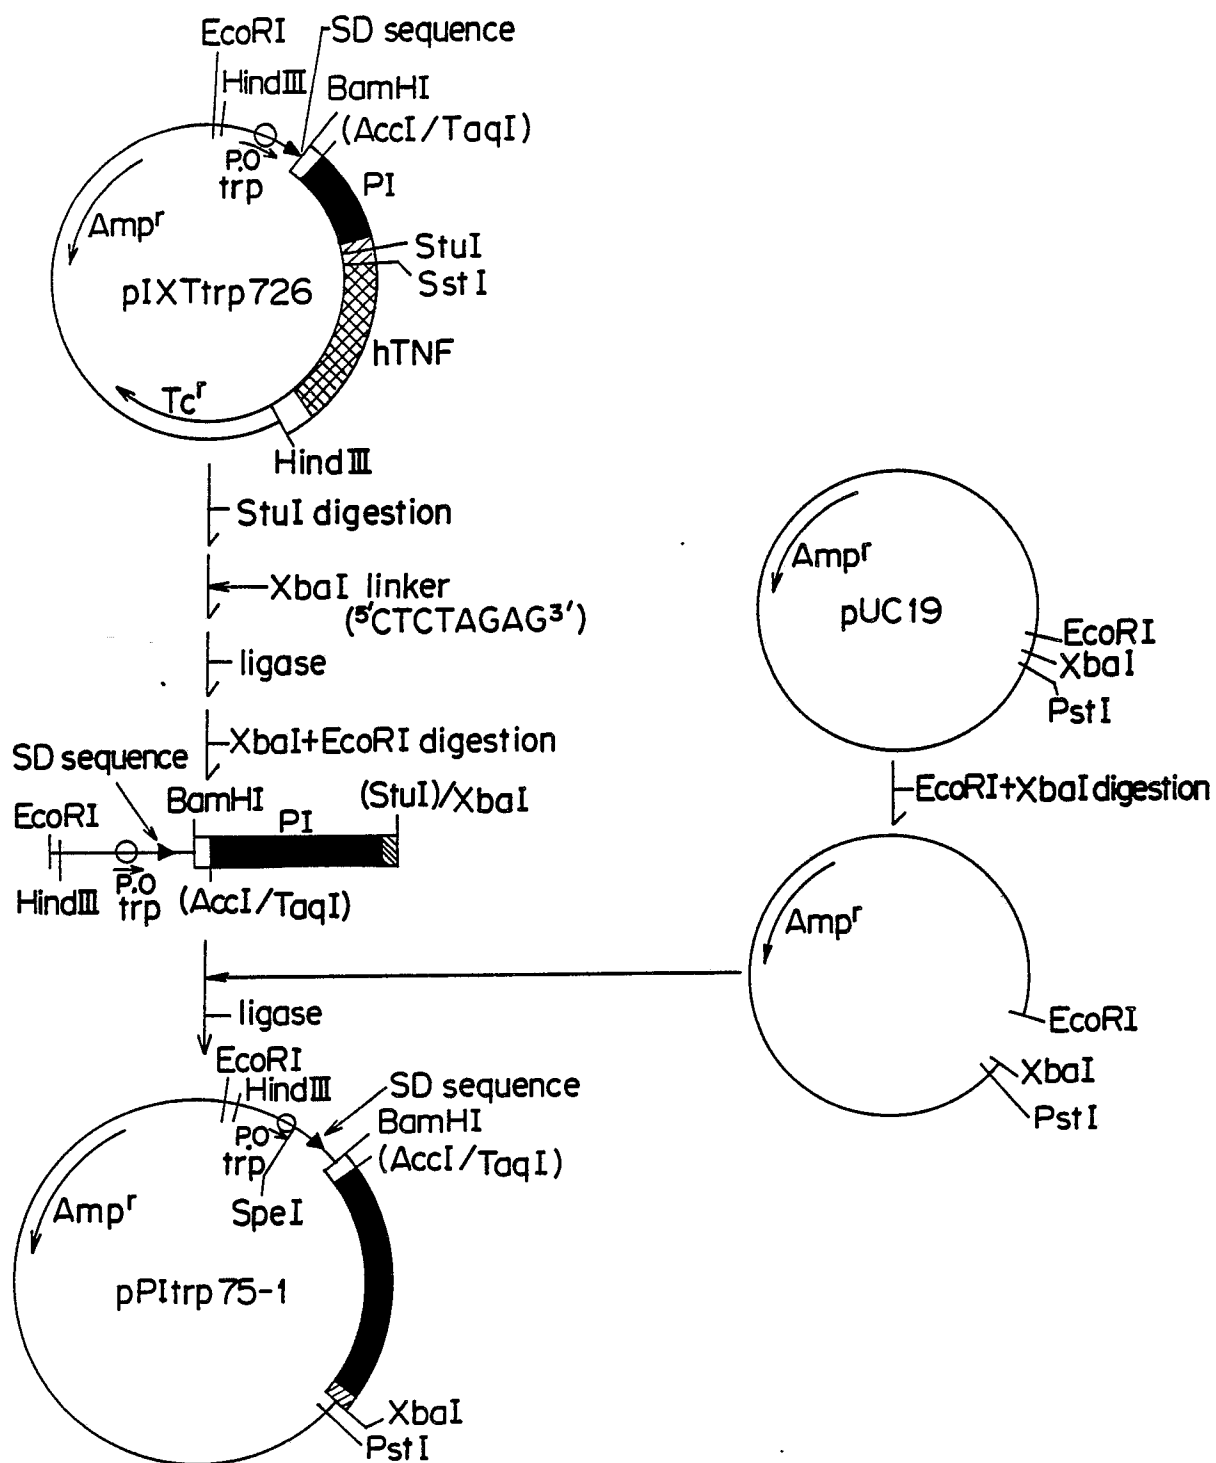 EcoRI
SD sequence
HindⅢ
BamHI
(AccI/TaqI)
P.O
trp
PI
Ampʳ
StuI
SstI
pIXTtrp726
hTNF
Tcʳ
HindⅢ
StuI digestion
XbaI linker
(5'CTCTAGAG3')
ligase
XbaI+EcoRI digestion
SD sequence
BamHI
(StuI)/XbaI
EcoRI
PI
HindⅢ
P.O
trp
(AccI/TaqI)
Ampʳ
pUC19
EcoRI
XbaI
PstI
EcoRI+XbaI digestion
Ampʳ
EcoRI
XbaI
PstI
ligase
EcoRI
HindⅢ
SD sequence
BamHI
(AccI/TaqI)
P.O
trp
SpeI
Ampʳ
pPItrp75-1
XbaI
PstI